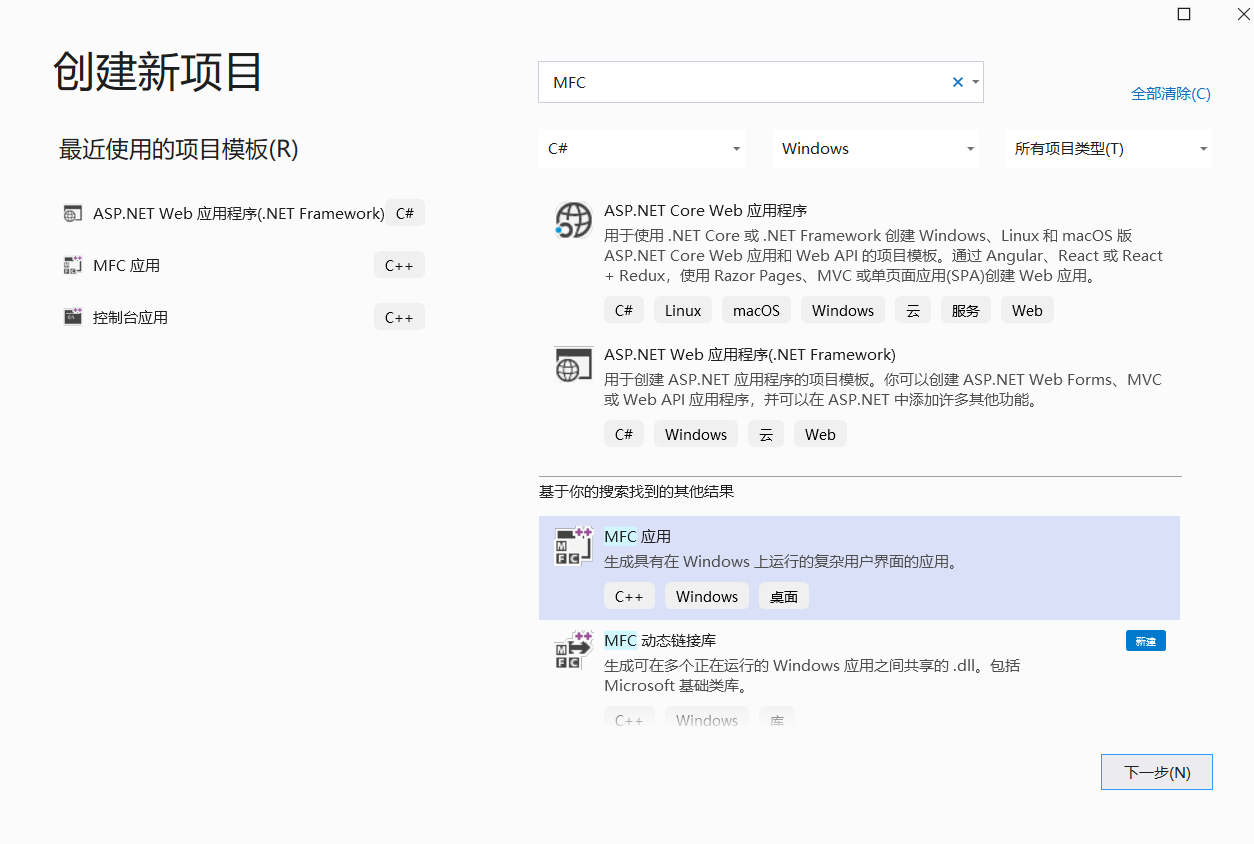 创建新项目
最近使用的项目模板(R)
ASP.NET Web 应用程序(.NET Framework) C#
MFC 应用 C++
控制台应用 C++
MFC
全部清除(C)
C# Windows 所有项目类型(T)
ASP.NET Core Web 应用程序
用于使用 .NET Core 或 .NET Framework 创建 Windows、Linux 和 macOS 版
ASP.NET Core Web 应用和 Web API 的项目模板。通过 Angular、React 或 React
+ Redux，使用 Razor Pages、MVC 或单页面应用(SPA)创建 Web 应用。
C# Linux macOS Windows 云 服务 Web
ASP.NET Web 应用程序(.NET Framework)
用于创建 ASP.NET 应用程序的项目模板。你可以创建 ASP.NET Web Forms、MVC
或 Web API 应用程序，并可以在 ASP.NET 中添加许多其他功能。
C# Windows 云 Web
基于你的搜索找到的其他结果
MFC 应用
生成具有在 Windows 上运行的复杂用户界面的应用。
C++ Windows 桌面
MFC 动态链接库 新建
生成可在多个正在运行的 Windows 应用之间共享的 .dll。包括
Microsoft 基础类库。
C++ Windows 库
下一步(N)